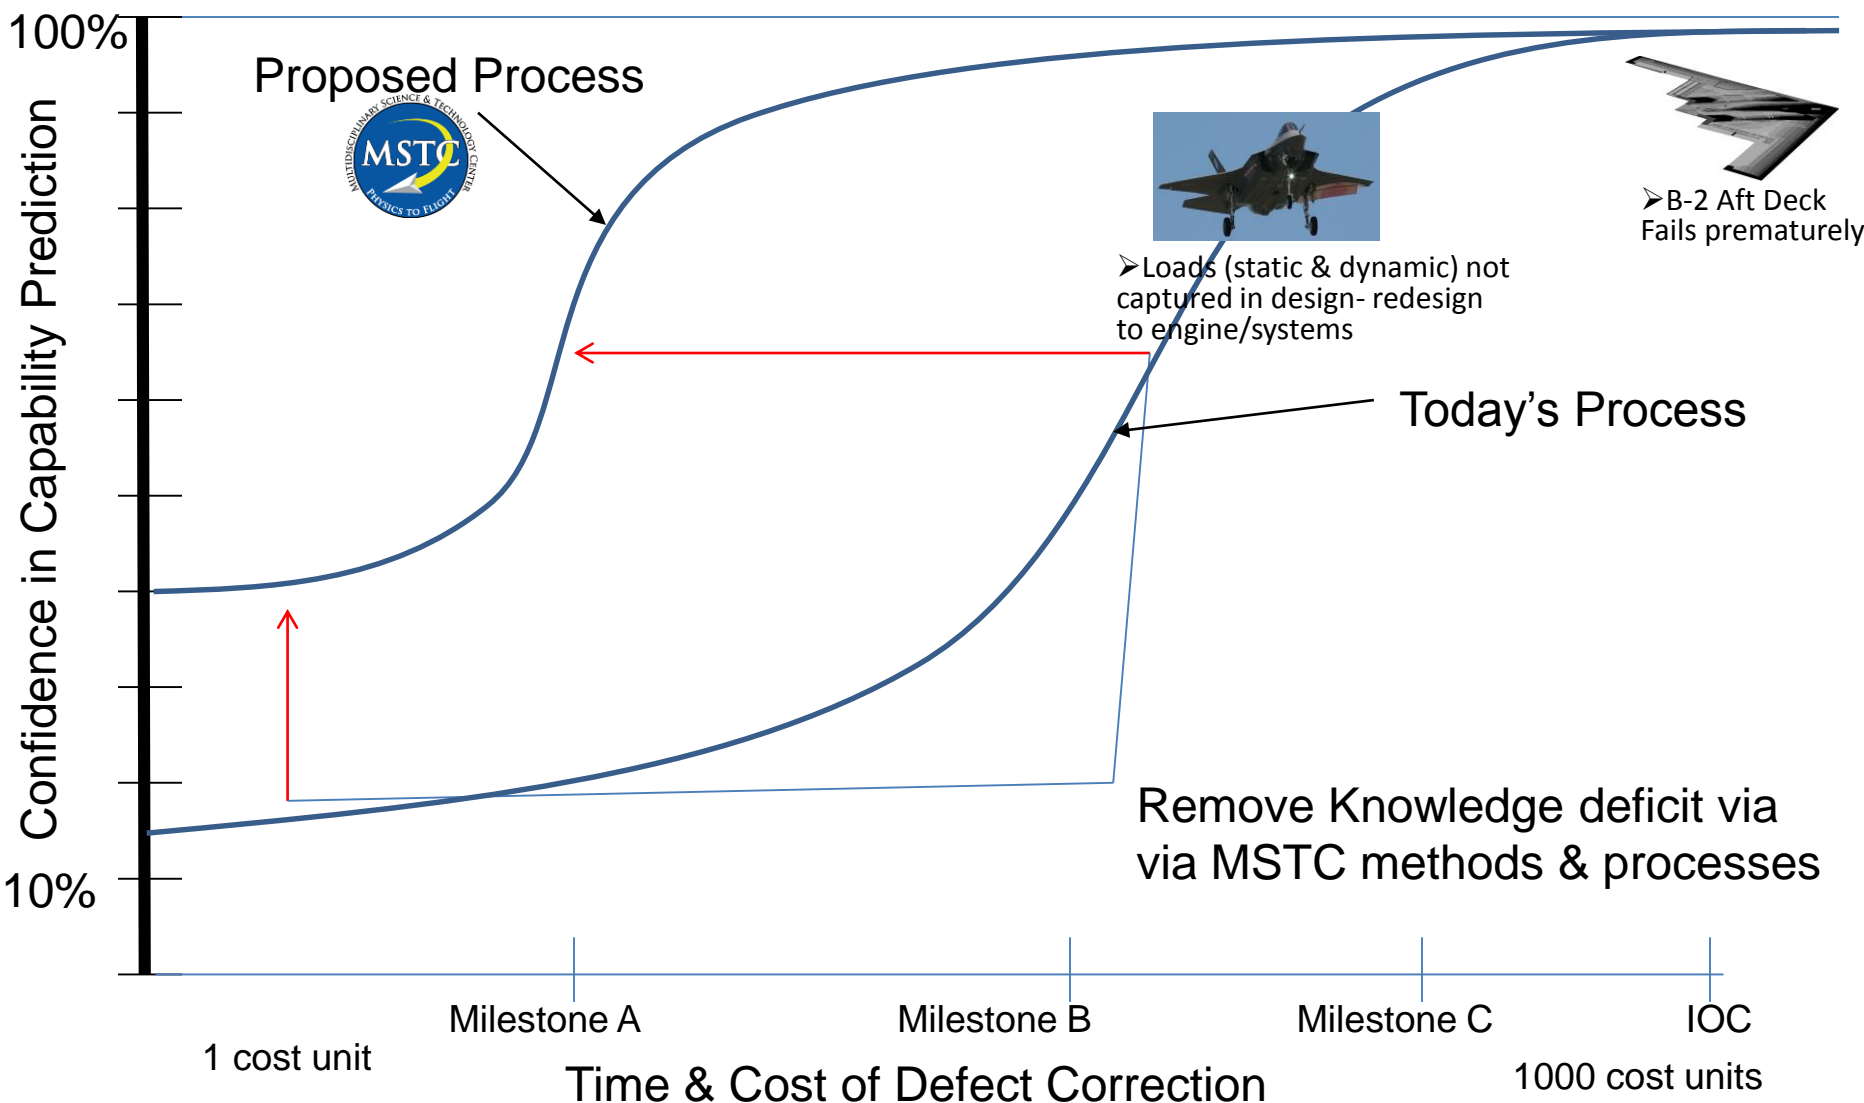 100%
Proposed Process
MULTIDISCIPLINARY SCIENCE & TECHNOLOGY CENTER
MSTC
PHYSICS TO FLIGHT
Confidence in Capability Prediction
➢B-2 Aft Deck
Fails prematurely
➢Loads (static & dynamic) not
captured in design- redesign
to engine/systems
Today’s Process
Remove Knowledge deficit via
via MSTC methods & processes
10%
Milestone A
Milestone B
Milestone C
IOC
1 cost unit
Time & Cost of Defect Correction
1000 cost units